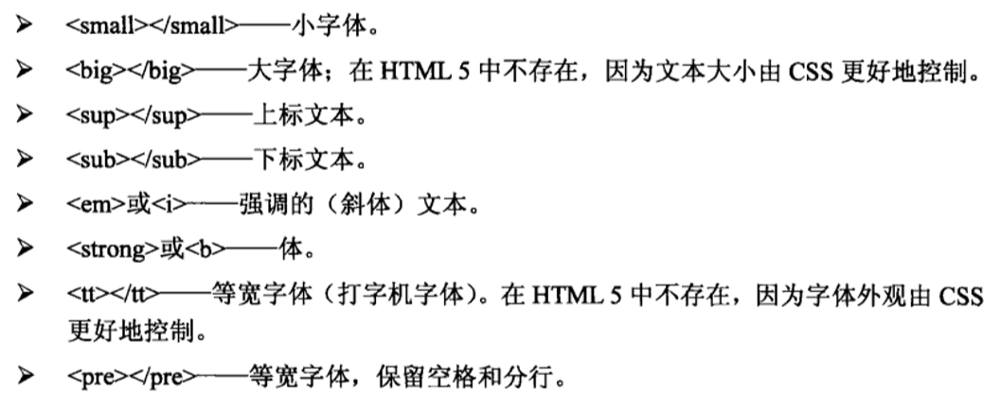 ➢ <small></small>——小字体。
➢ <big></big>——大字体；在 HTML 5 中不存在，因为文本大小由 CSS 更好地控制。
➢ <sup></sup>——上标文本。
➢ <sub></sub>——下标文本。
➢ <em>或<i>——强调的（斜体）文本。
➢ <strong>或<b>——体。
➢ <tt></tt>——等宽字体（打字机字体）。在 HTML 5 中不存在，因为字体外观由 CSS
更好地控制。
➢ <pre></pre>——等宽字体，保留空格和分行。